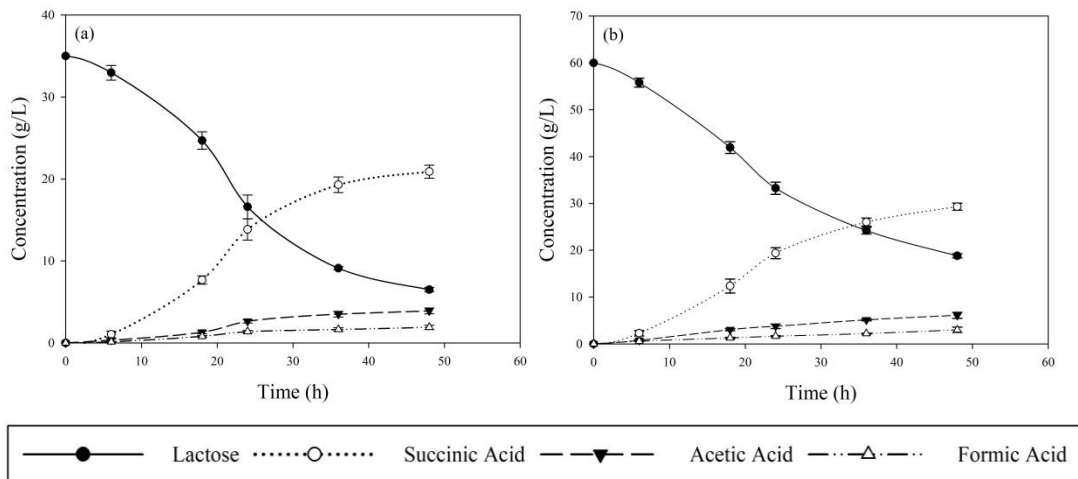 (a)
40
30
20
10
0
Concentration (g/L)
0 10 20 30 40 50 60
Time (h)
(b)
70
60
50
40
30
20
10
0
Concentration (g/L)
0 10 20 30 40 50 60
Time (h)
Lactose Succinic Acid Acetic Acid Formic Acid